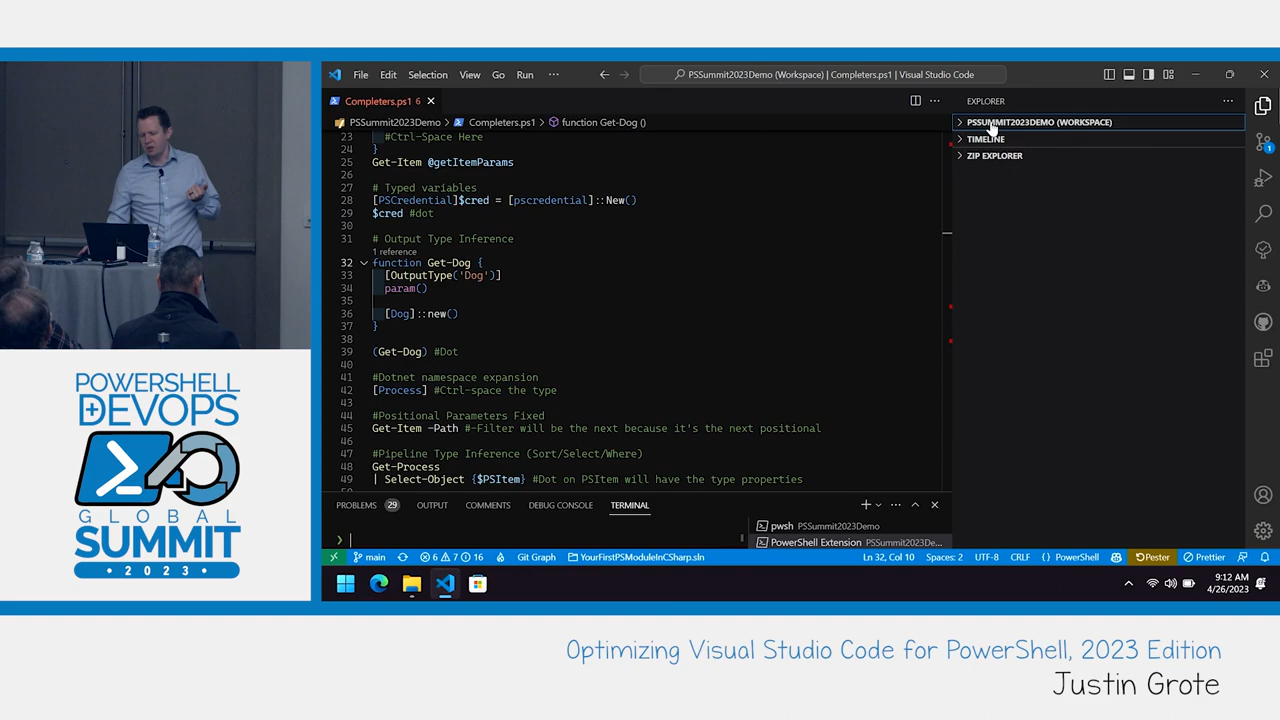 File Edit Selection View Go Run ··· PSSummit2023Demo (Workspace) | Completers.ps1 | Visual Studio Code
Completers.ps1 6
EXPLORER
PSSummit2023Demo > Completers.ps1 > function Get-Dog ()
PSSUMMIT2023DEMO (WORKSPACE)
TIMELINE
ZIP EXPLORER
23 #Ctrl-Space Here
24 }
25 Get-Item @getItemParams
26
27 # Typed variables
28 [PSCredential]$cred = [pscredential]::New()
29 $cred #dot
30
31 # Output Type Inference
1 reference
32 function Get-Dog {
33 [OutputType('Dog')]
34 param()
35
36 [Dog]::new()
37 }
38
39 (Get-Dog) #Dot
40
41 #Dotnet namespace expansion
42 [Process] #Ctrl-space the type
43
44 #Positional Parameters Fixed
45 Get-Item -Path #-Filter will be the next because it's the next positional
46
47 #Pipeline Type Inference (Sort/Select/Where)
48 Get-Process
49 | Select-Object {$PSItem} #Dot on PSItem will have the type properties
PROBLEMS 29 OUTPUT COMMENTS DEBUG CONSOLE TERMINAL
pwsh PSSummit2023Demo
PowerShell Extension PSSummit2023De...
main 6 7 16 Git Graph YourFirstPSModuleInCSharp.sln Ln 32, Col 10 Spaces: 2 UTF-8 CRLF {} PowerShell Pester Prettier
1
9:12 AM
4/26/2023
POWERSHELL
DEVOPS
GLOBAL
SUMMIT
· 2023 ·
Optimizing Visual Studio Code for PowerShell, 2023 Edition
Justin Grote